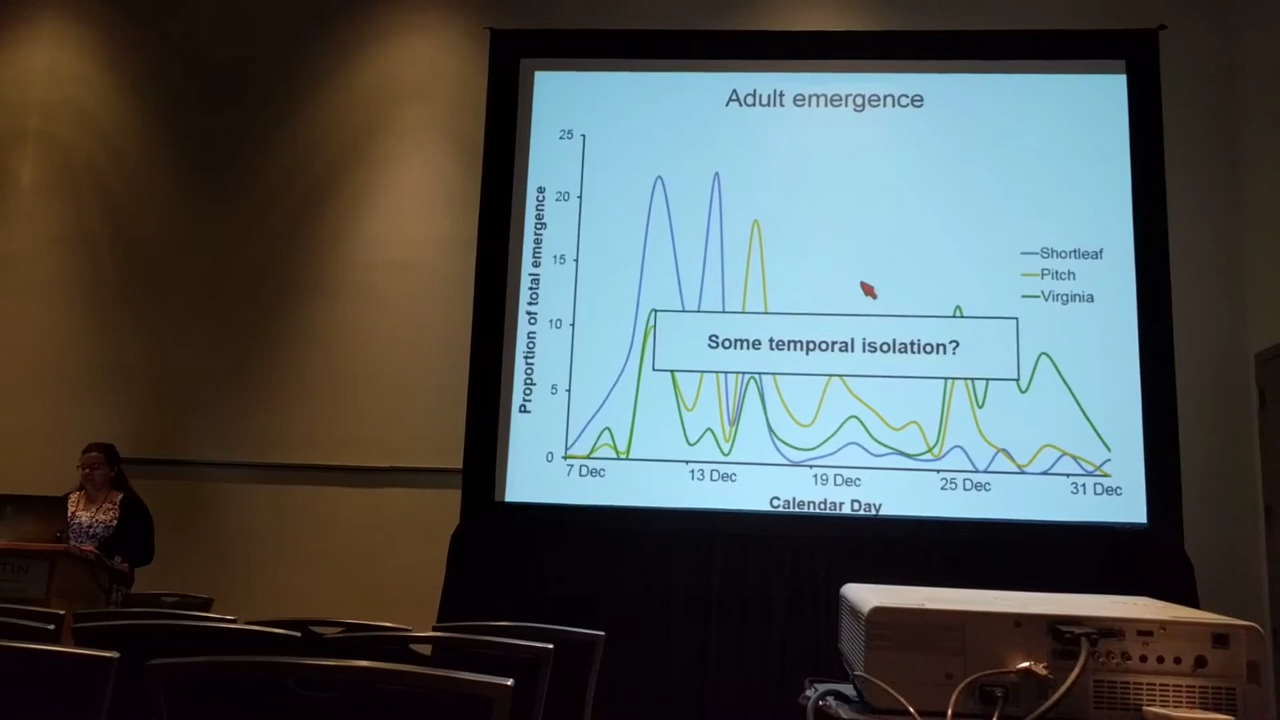 Adult emergence
Proportion of total emergence
25
20
15
10
5
0
Shortleaf
Pitch
Virginia
Some temporal isolation?
7 Dec
13 Dec
19 Dec
25 Dec
31 Dec
Calendar Day